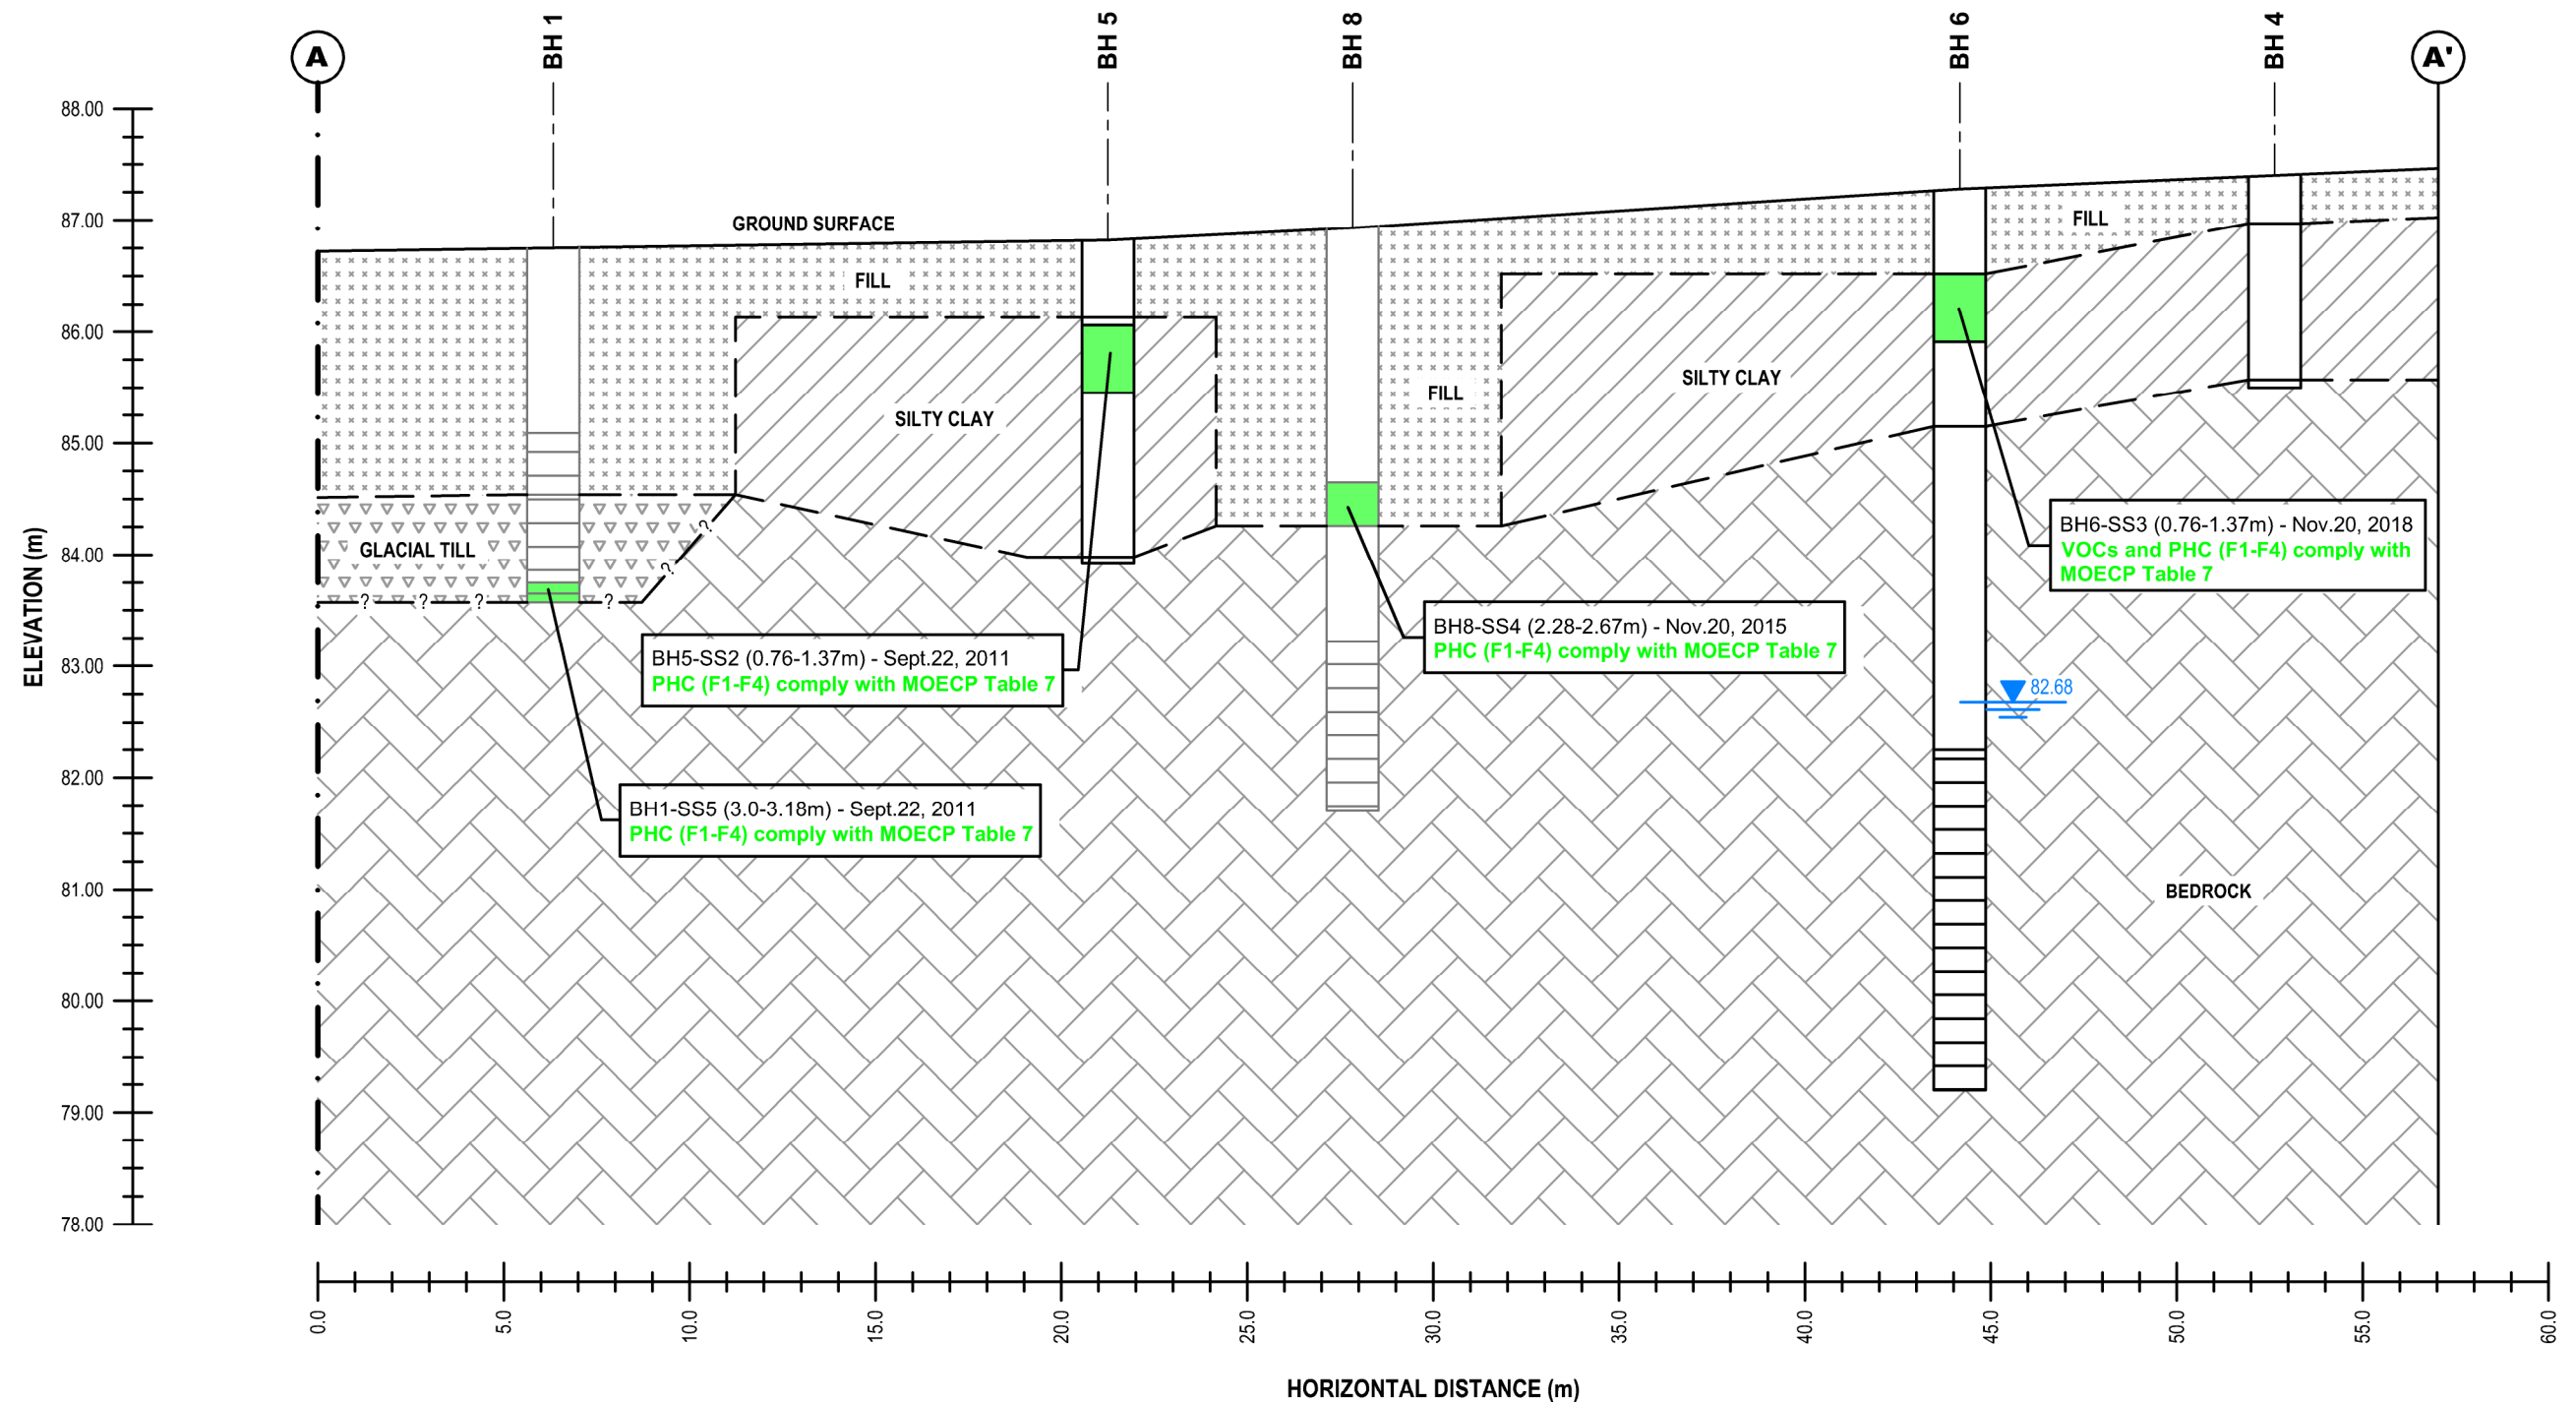 BH 1
BH 5
BH 8
BH 6
BH 4
A
A'
88.00
87.00
86.00
85.00
84.00
83.00
82.00
81.00
80.00
79.00
78.00
ELEVATION (m)
GROUND SURFACE
FILL
FILL
FILL
SILTY CLAY
SILTY CLAY
GLACIAL TILL
?
?
?
?
?
?
BH6-SS3 (0.76-1.37m) - Nov.20, 2018
VOCs and PHC (F1-F4) comply with
MOECP Table 7
BH8-SS4 (2.28-2.67m) - Nov.20, 2015
PHC (F1-F4) comply with MOECP Table 7
BH5-SS2 (0.76-1.37m) - Sept.22, 2011
PHC (F1-F4) comply with MOECP Table 7
82.68
BH1-SS5 (3.0-3.18m) - Sept.22, 2011
PHC (F1-F4) comply with MOECP Table 7
BEDROCK
0.0
5.0
10.0
15.0
20.0
25.0
30.0
35.0
40.0
45.0
50.0
55.0
60.0
HORIZONTAL DISTANCE (m)